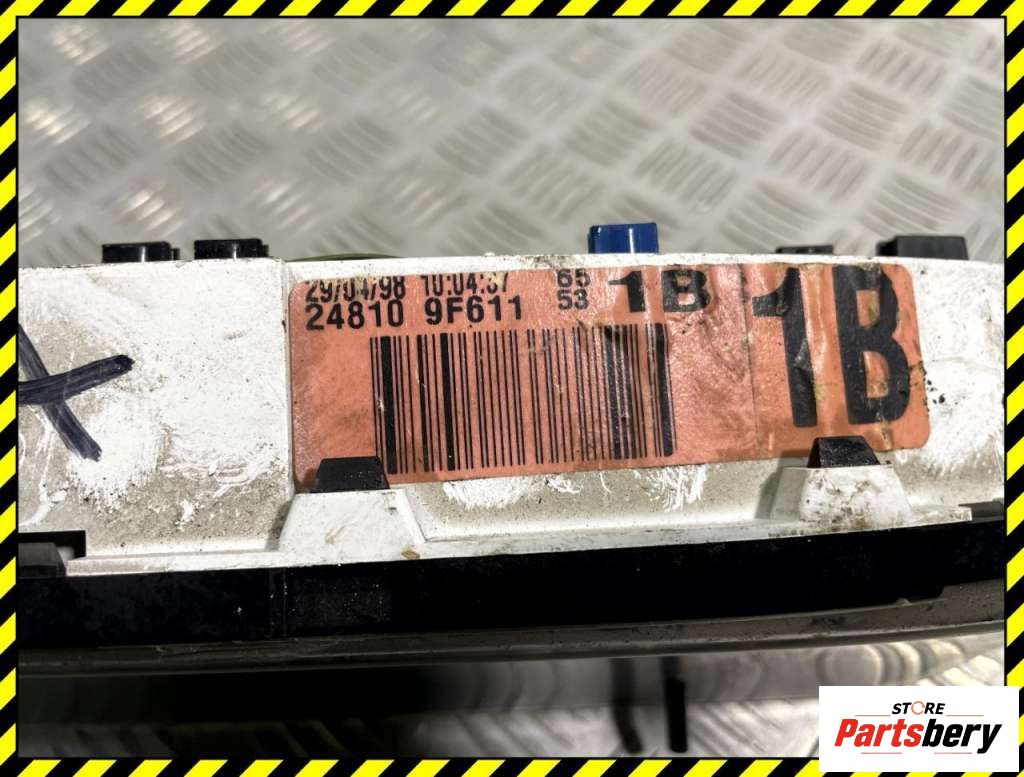 29/04/98 10:04:37 65
24810 9F611 53
1B
1B
STORE
Partsbery